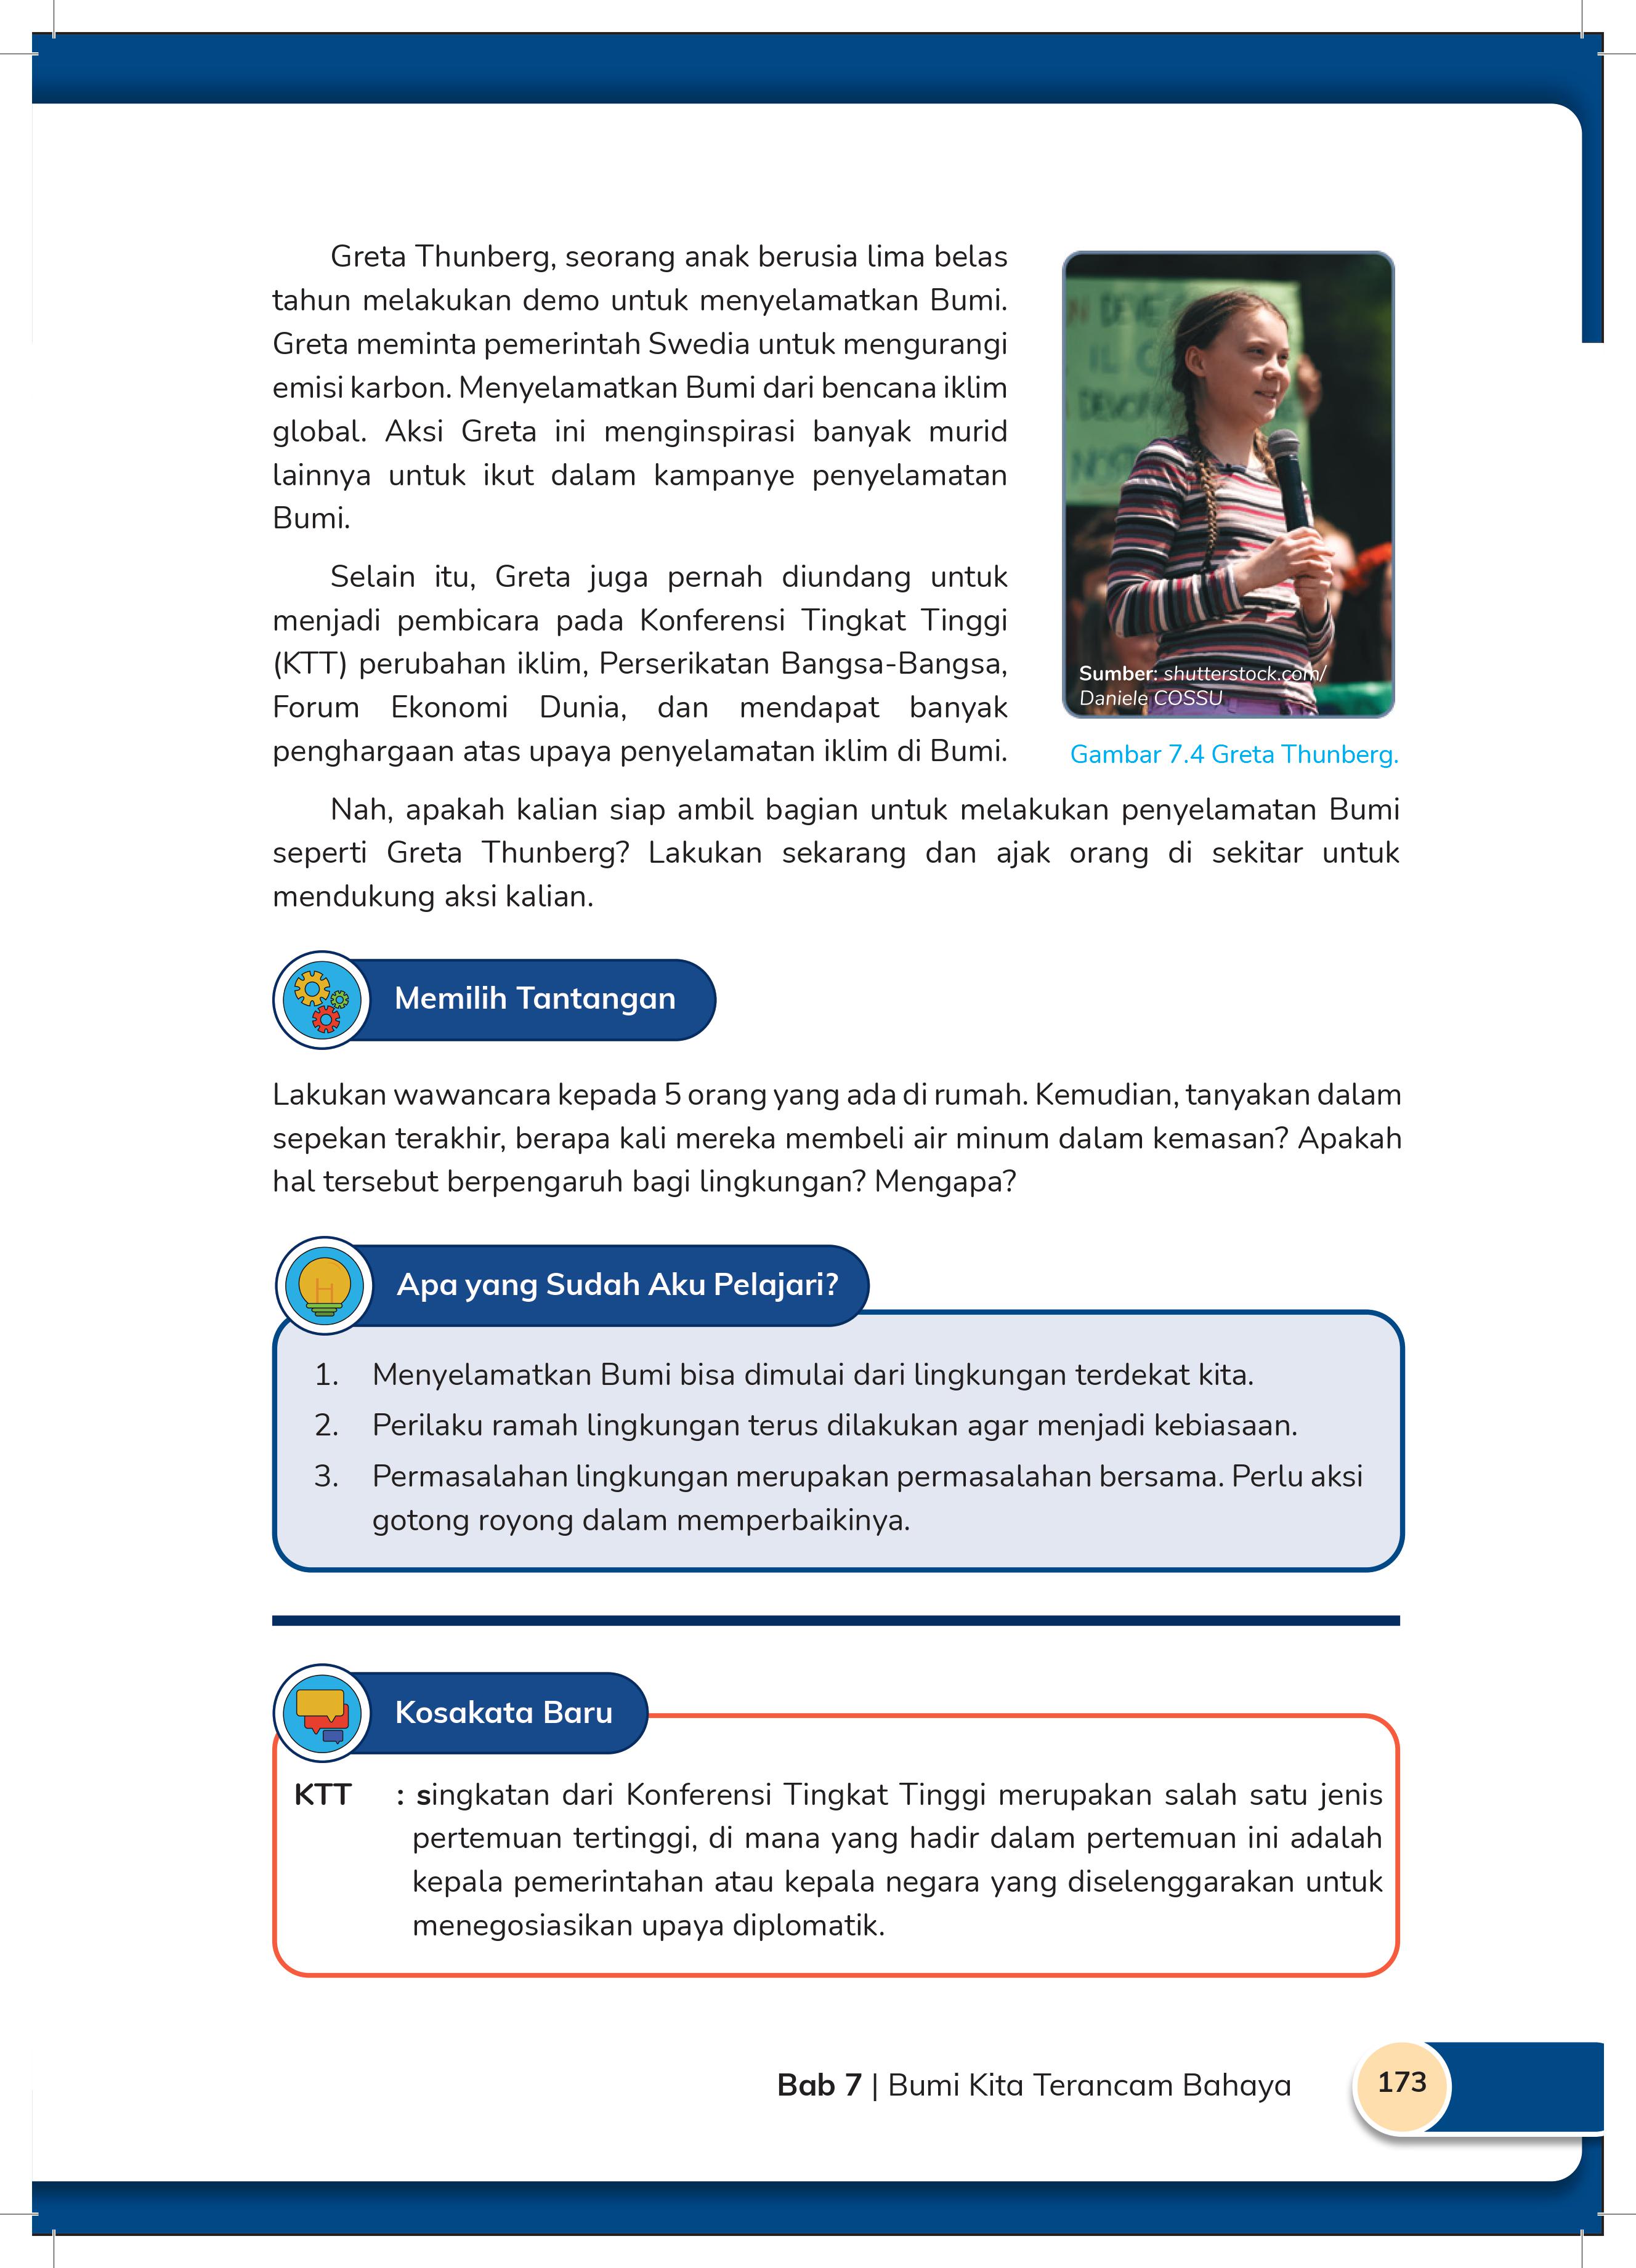 Greta Thunberg, seorang anak berusia lima belas
tahun melakukan demo untuk menyelamatkan Bumi.
Greta meminta pemerintah Swedia untuk mengurangi
emisi karbon. Menyelamatkan Bumi dari bencana iklim
global. Aksi Greta ini menginspirasi banyak murid
lainnya untuk ikut dalam kampanye penyelamatan
Bumi.
Selain itu, Greta juga pernah diundang untuk
menjadi pembicara pada Konferensi Tingkat Tinggi
(KTT) perubahan iklim, Perserikatan Bangsa-Bangsa,
Forum Ekonomi Dunia, dan mendapat banyak
penghargaan atas upaya penyelamatan iklim di Bumi.
Sumber: shutterstock.com/
Daniele COSSU
Gambar 7.4 Greta Thunberg.
Nah, apakah kalian siap ambil bagian untuk melakukan penyelamatan Bumi
seperti Greta Thunberg? Lakukan sekarang dan ajak orang di sekitar untuk
mendukung aksi kalian.
Memilih Tantangan
Lakukan wawancara kepada 5 orang yang ada di rumah. Kemudian, tanyakan dalam
sepekan terakhir, berapa kali mereka membeli air minum dalam kemasan? Apakah
hal tersebut berpengaruh bagi lingkungan? Mengapa?
Apa yang Sudah Aku Pelajari?
1. Menyelamatkan Bumi bisa dimulai dari lingkungan terdekat kita.
2. Perilaku ramah lingkungan terus dilakukan agar menjadi kebiasaan.
3. Permasalahan lingkungan merupakan permasalahan bersama. Perlu aksi
gotong royong dalam memperbaikinya.
Kosakata Baru
KTT : singkatan dari Konferensi Tingkat Tinggi merupakan salah satu jenis
pertemuan tertinggi, di mana yang hadir dalam pertemuan ini adalah
kepala pemerintahan atau kepala negara yang diselenggarakan untuk
menegosiasikan upaya diplomatik.
Bab 7 | Bumi Kita Terancam Bahaya
173